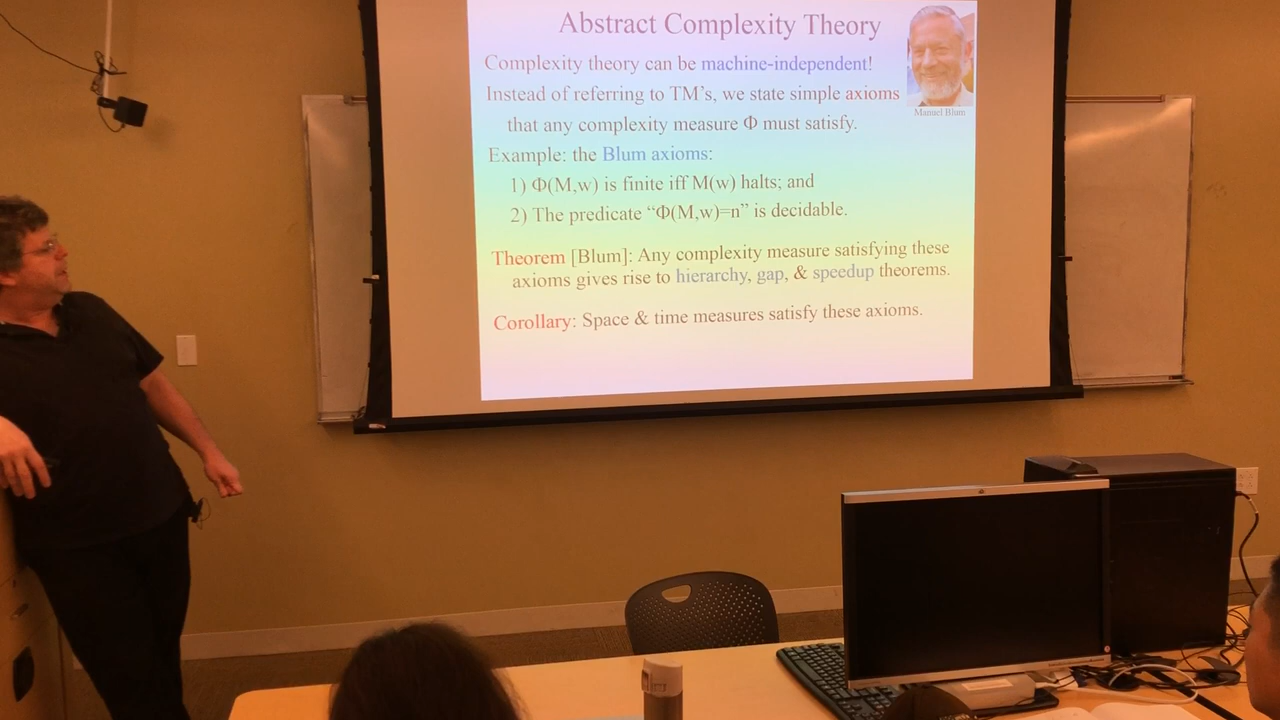 Abstract Complexity Theory
Complexity theory can be machine-independent!
Instead of referring to TM's, we state simple axioms
that any complexity measure Φ must satisfy.
Manuel Blum
Example: the Blum axioms:
1) Φ(M,w) is finite iff M(w) halts; and
2) The predicate “Φ(M,w)=n” is decidable.
Theorem [Blum]: Any complexity measure satisfying these
axioms gives rise to hierarchy, gap, & speedup theorems.
Corollary: Space & time measures satisfy these axioms.